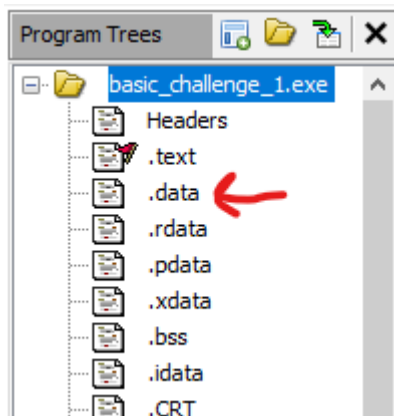 Program Trees
basic_challenge_1.exe
Headers
.text
.data
.rdata
.pdata
.xdata
.bss
.idata
.CRT